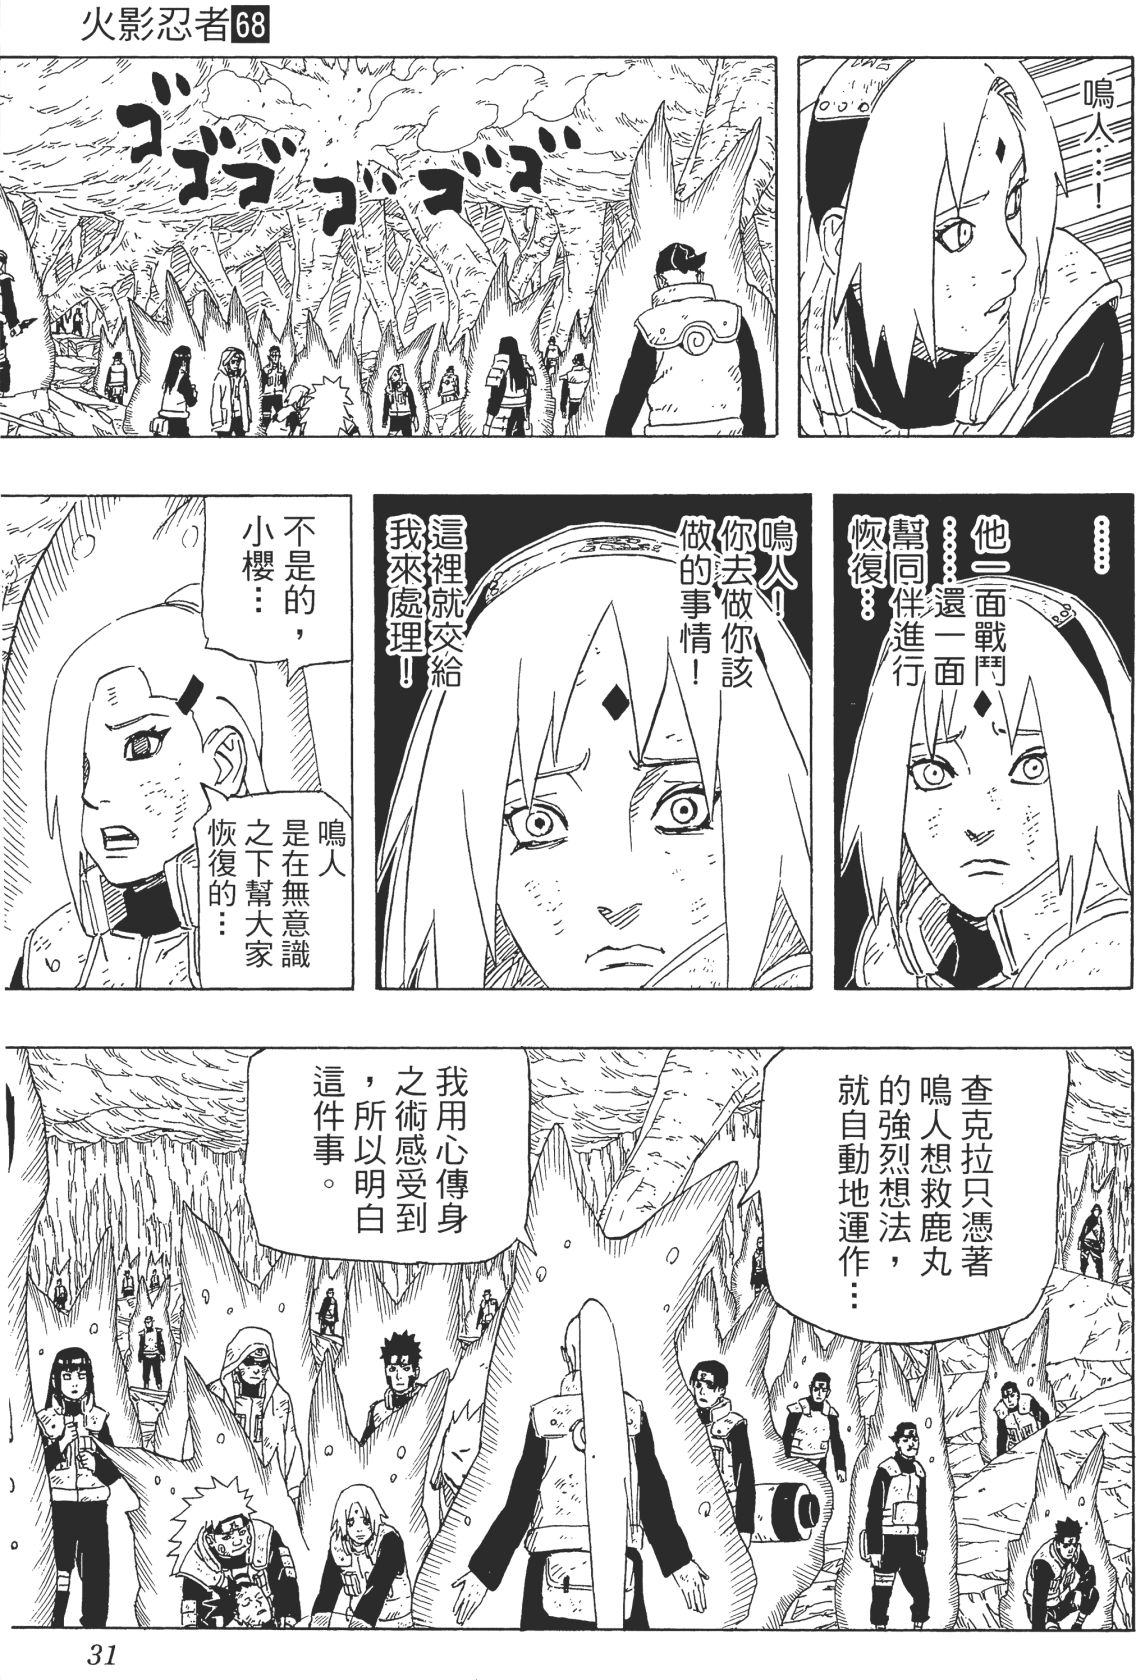 火影忍者68
鳴人…！
ゴゴゴゴゴゴ
……
他一面戰鬥
……還一面
幫同伴進行
恢復…
鳴人！
你去做你該
做的事情！
這裡就交給
我來處理！
不是的，
小櫻…
鳴人
是在無意識
之下幫大家
恢復的…
查克拉只憑著
鳴人想救鹿丸
的強烈想法，
就自動地運作…
我用心傳身
之術感受到
，所以明白
這件事。
31